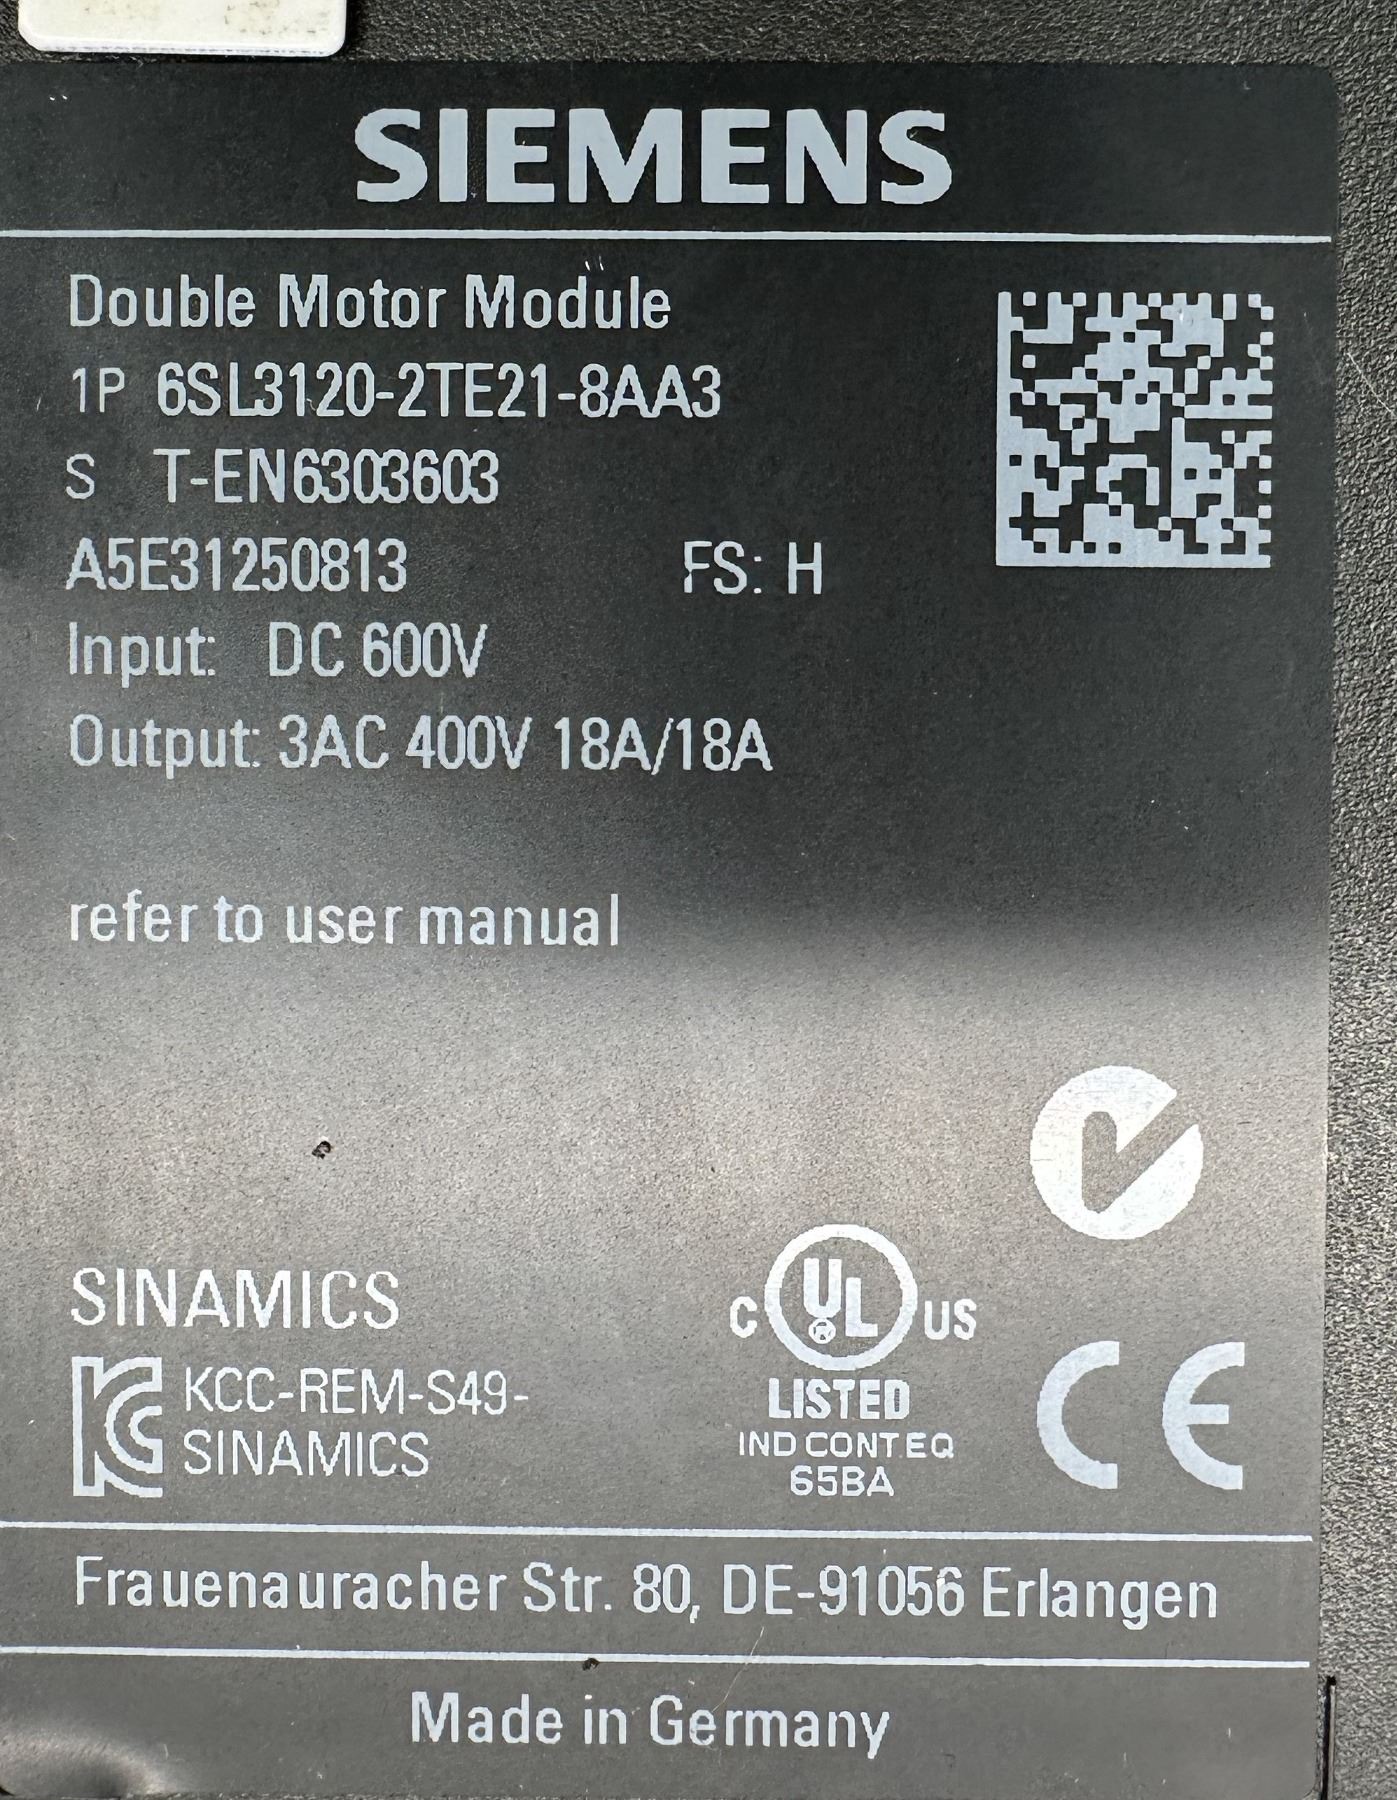 SIEMENS
Double Motor Module
1P 6SL3120-2TE21-8AA3
S T-EN6303603
A5E31250813 FS: H
Input: DC 600V
Output: 3AC 400V 18A/18A
refer to user manual
SINAMICS
KCC-REM-S49-
SINAMICS
C UL® US
LISTED
IND CONT.EQ
65BA
CE
Frauenauracher Str. 80, DE-91056 Erlangen
Made in Germany